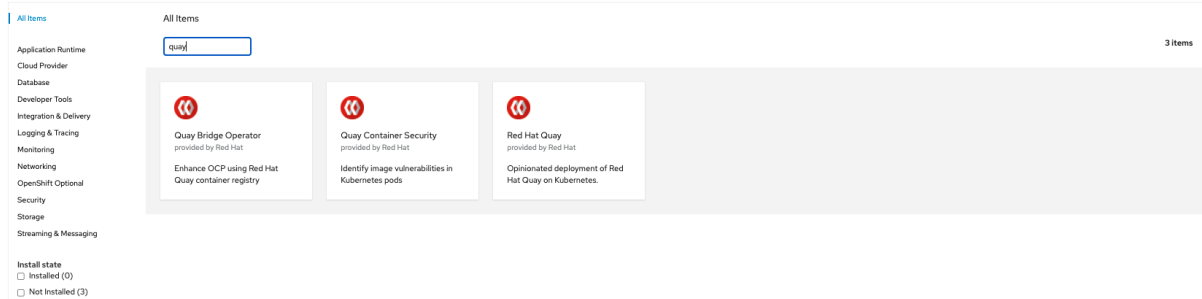 All Items
Application Runtime
Cloud Provider
Database
Developer Tools
Integration & Delivery
Logging & Tracing
Monitoring
Networking
OpenShift Optional
Security
Storage
Streaming & Messaging
Install state
Installed (0)
Not Installed (3)
All Items
quay
3 items
Quay Bridge Operator
provided by Red Hat
Enhance OCP using Red Hat
Quay container registry
Quay Container Security
provided by Red Hat
Identify image vulnerabilities in
Kubernetes pods
Red Hat Quay
provided by Red Hat
Opinionated deployment of Red
Hat Quay on Kubernetes.